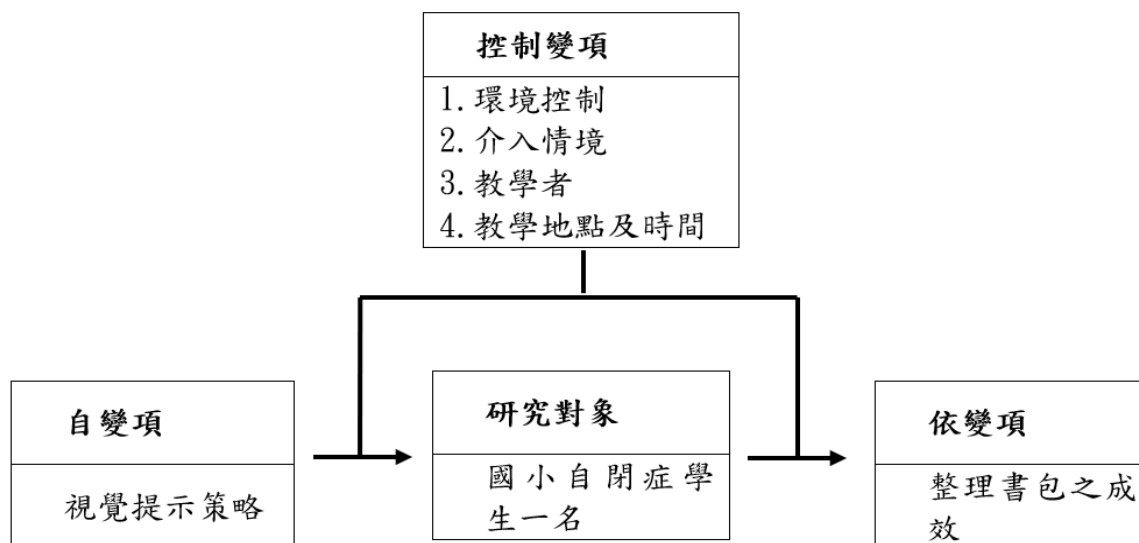 控制變項
1.環境控制
2.介入情境
3.教學者
4.教學地點及時間
自變項
視覺提示策略
研究對象
國小自閉症學
生一名
依變項
整理書包之成
效